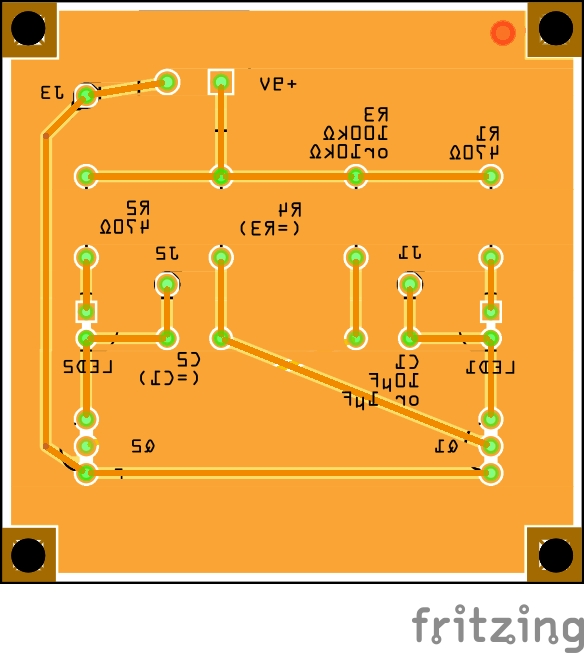 J3
+9V
R3
100kΩ
or10kΩ
R1
470Ω
R2
470Ω
R4
(=R3)
J2
J1
C2
(=C1)
LED2
C1
10µF
or 1µF
LED1
Q2
Q1
fritzing